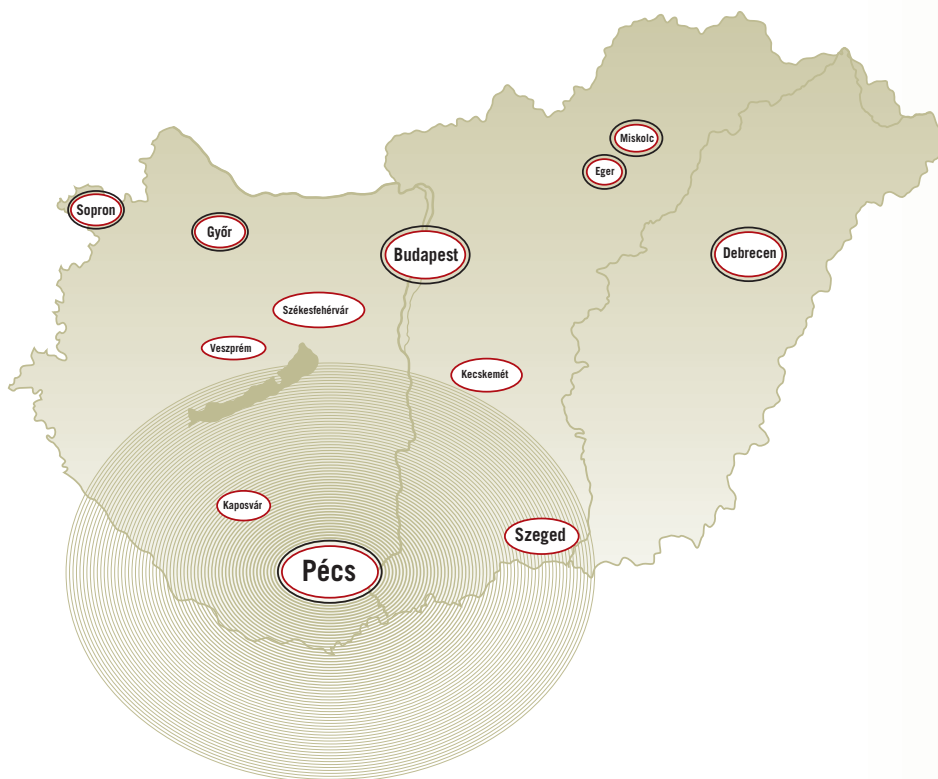 Miskolc
Eger
Sopron
Győr
Budapest
Debrecen
Székesfehérvár
Veszprém
Kecskemét
Kaposvár
Szeged
Pécs